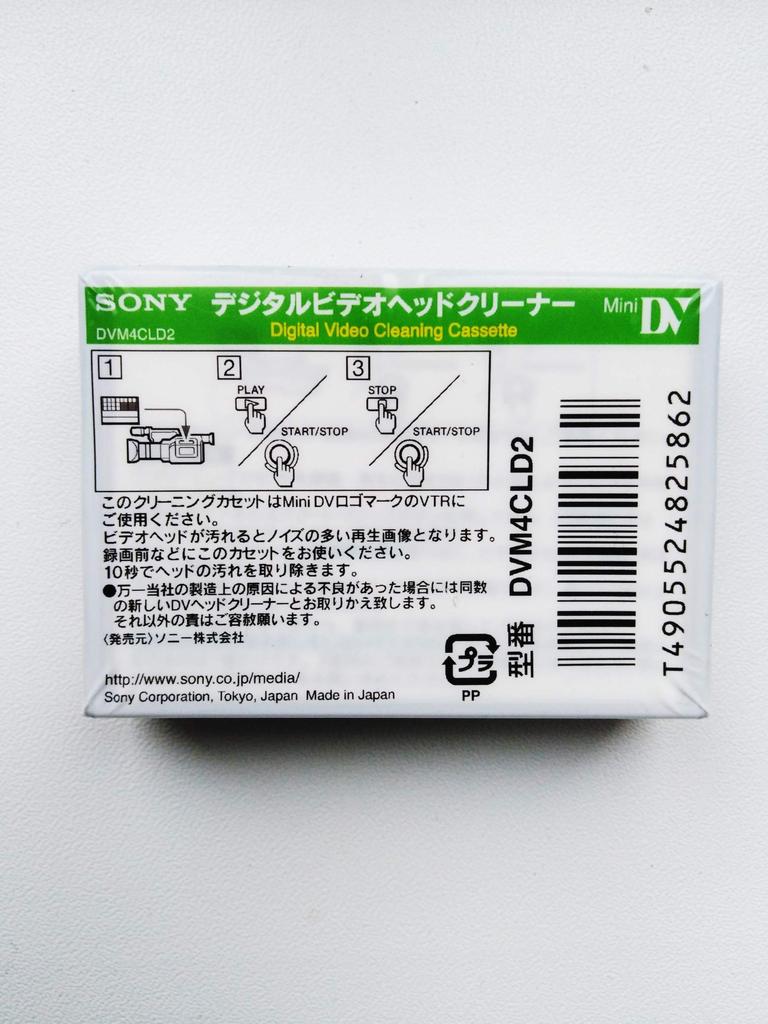 SONY デジタルビデオヘッドクリーナー Mini DV
DVM4CLD2 Digital Video Cleaning Cassette
1 2 3
PLAY STOP
START/STOP START/STOP
このクリーニングカセットはMini DVロゴマークのVTRに
ご使用ください。
ビデオヘッドが汚れるとノイズの多い再生画像となります。
録画前などにこのカセットをお使いください。
10秒でヘッドの汚れを取り除きます。
●万一当社の製造上の原因による不良があった場合には同数
の新しいDVヘッドクリーナーとお取りかえ致します。
それ以外の責はご容赦願います。
〈発売元〉ソニー株式会社
http://www.sony.co.jp/media/
Sony Corporation, Tokyo, Japan Made in Japan
プラ
PP
型番 DVM4CLD2
T4905524825862